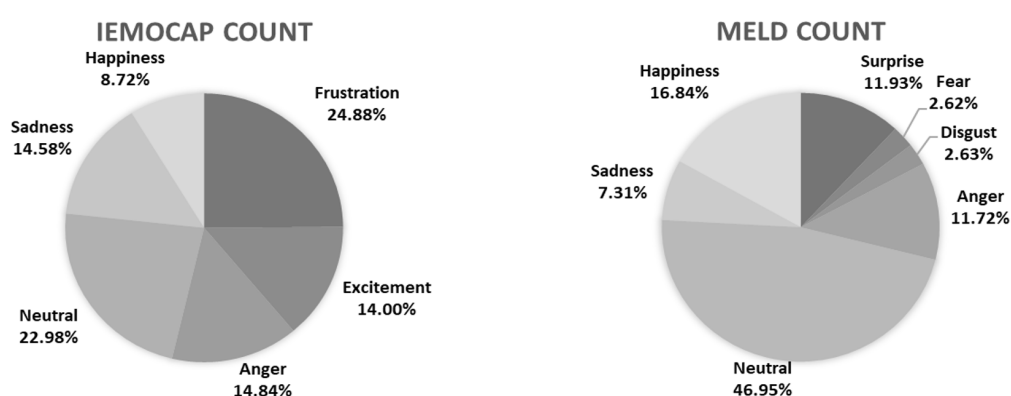 IEMOCAP COUNT
Happiness
8.72%
Frustration
24.88%
Sadness
14.58%
Excitement
14.00%
Neutral
22.98%
Anger
14.84%
MELD COUNT
Surprise
11.93%
Happiness
16.84%
Fear
2.62%
Disgust
2.63%
Sadness
7.31%
Anger
11.72%
Neutral
46.95%